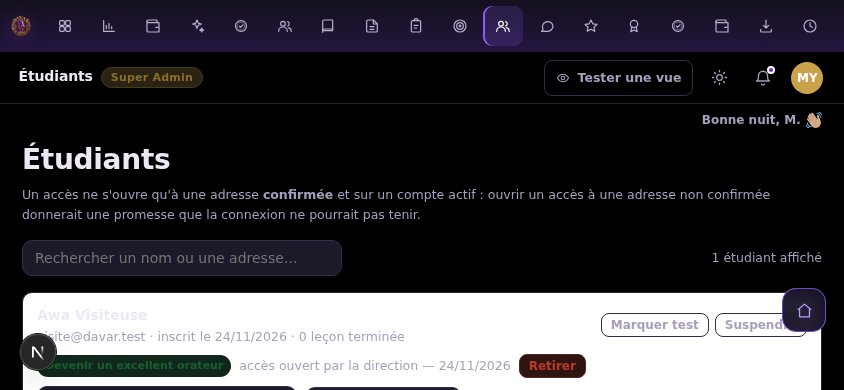 Étudiants
Super Admin
Tester une vue
MY
Bonne nuit, M. 👋
Étudiants
Un accès ne s'ouvre qu'à une adresse confirmée et sur un compte actif : ouvrir un accès à une adresse non confirmée
donnerait une promesse que la connexion ne pourrait pas tenir.
Rechercher un nom ou une adresse...
1 étudiant affiché
Awa Visiteuse
visite@davar.test · inscrit le 24/11/2026 · 0 leçon terminée
Marquer test
Devenir un excellent orateur
accès ouvert par la direction — 24/11/2026
Retirer